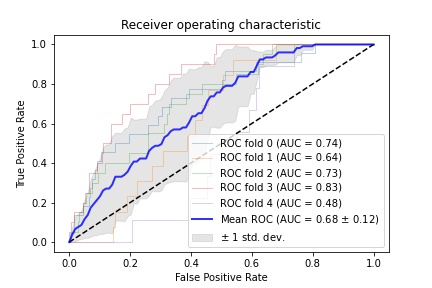 Receiver operating characteristic
True Positive Rate
1.0
0.8
0.6
0.4
0.2
0.0
ROC fold 0 (AUC = 0.74)
ROC fold 1 (AUC = 0.64)
ROC fold 2 (AUC = 0.73)
ROC fold 3 (AUC = 0.83)
ROC fold 4 (AUC = 0.48)
Mean ROC (AUC = 0.68 ± 0.12)
± 1 std. dev.
0.0 0.2 0.4 0.6 0.8 1.0
False Positive Rate